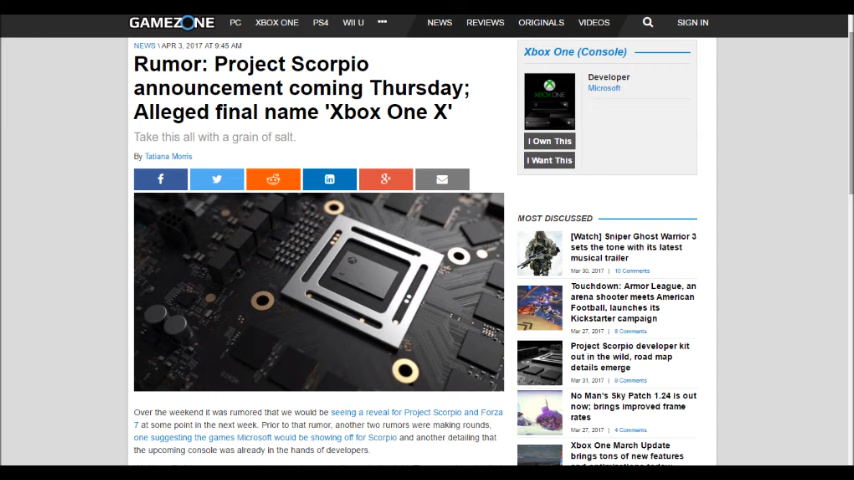 GAMEZONE PC XBOX ONE PS4 WII U ••• NEWS REVIEWS ORIGINALS VIDEOS SIGN IN
NEWS \ APR 3, 2017 AT 9:45 AM
Rumor: Project Scorpio
announcement coming Thursday;
Alleged final name 'Xbox One X'
Take this all with a grain of salt.
By Tatiana Morris
Over the weekend it was rumored that we would be seeing a reveal for Project Scorpio and Forza
7 at some point in the next week. Prior to that rumor, another two rumors were making rounds,
one suggesting the games Microsoft would be showing off for Scorpio and another detailing that
the upcoming console was already in the hands of developers.
Xbox One (Console)
XBOX ONE
Developer
Microsoft
I Own This
I Want This
MOST DISCUSSED
[Watch] Sniper Ghost Warrior 3
sets the tone with its latest
musical trailer
Mar 30, 2017 | 10 Comments
Touchdown: Armor League, an
arena shooter meets American
Football, launches its
Kickstarter campaign
Mar 27, 2017 | 8 Comments
Project Scorpio developer kit
out in the wild, road map
details emerge
Mar 31, 2017 | 9 Comments
No Man's Sky Patch 1.24 is out
now; brings improved frame
rates
Mar 27, 2017 | 4 Comments
Xbox One March Update
brings tons of new features